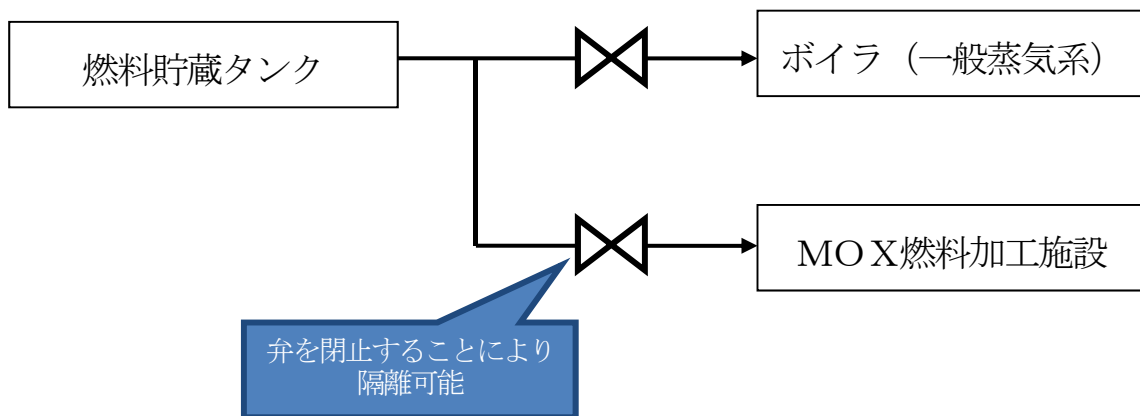 燃料貯蔵タンク
ボイラ（一般蒸気系）
ＭＯＸ燃料加工施設
弁を閉止することにより
隔離可能